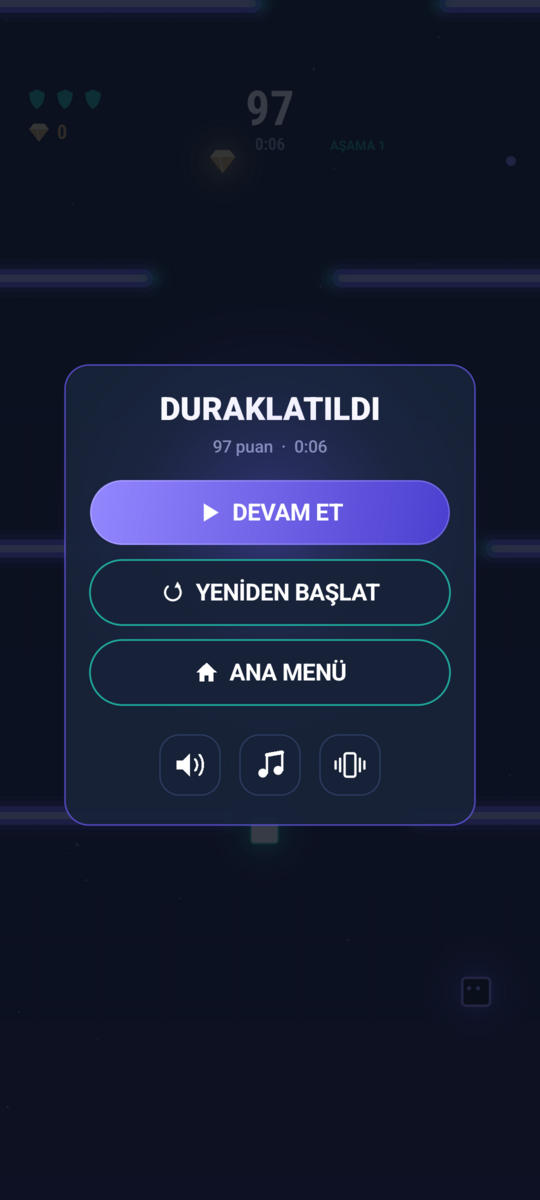 97
0
0:06
AŞAMA 1
DURAKLATILDI
97 puan · 0:06
DEVAM ET
YENİDEN BAŞLAT
ANA MENÜ